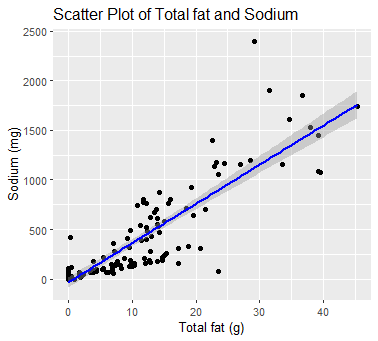 Scatter Plot of Total fat and Sodium
2500
2000
1500
1000
500
0
Sodium (mg)
0 10 20 30 40
Total fat (g)